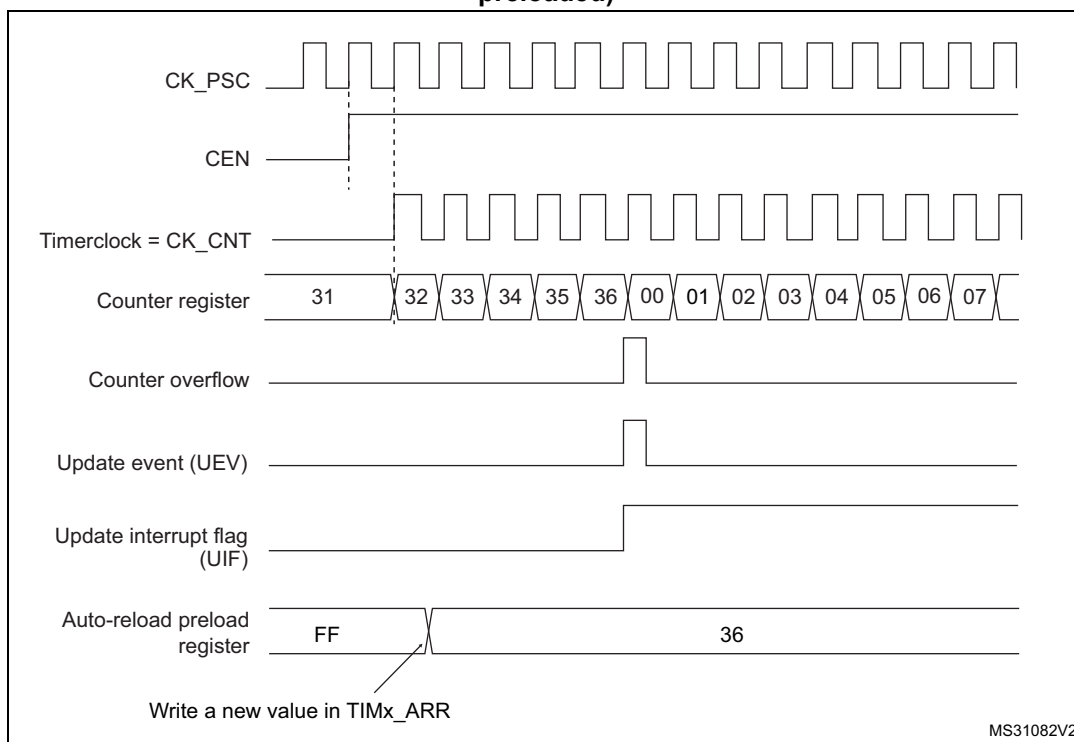 preloaded)
CK_PSC
CEN
Timerclock = CK_CNT
Counter register
31 32 33 34 35 36 00 01 02 03 04 05 06 07
Counter overflow
Update event (UEV)
Update interrupt flag
(UIF)
Auto-reload preload
register
FF 36
Write a new value in TIMx_ARR
MS31082V2